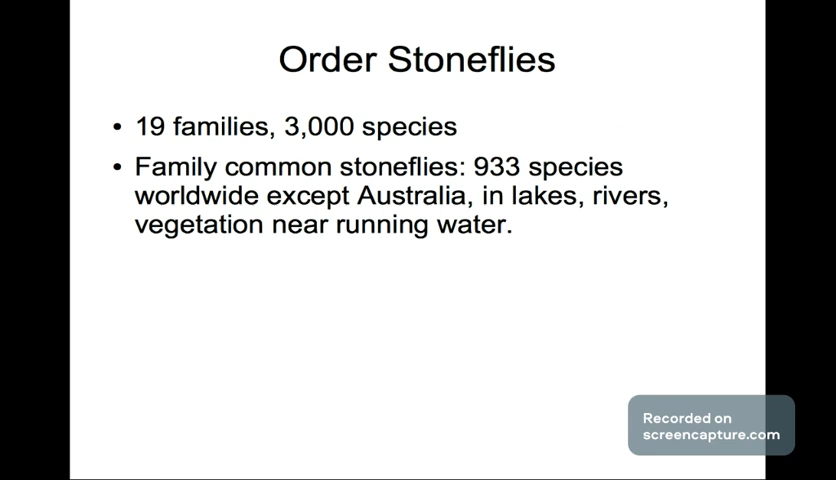 Order Stoneflies
• 19 families, 3,000 species
• Family common stoneflies: 933 species
worldwide except Australia, in lakes, rivers,
vegetation near running water.
Recorded on
screencapture.com